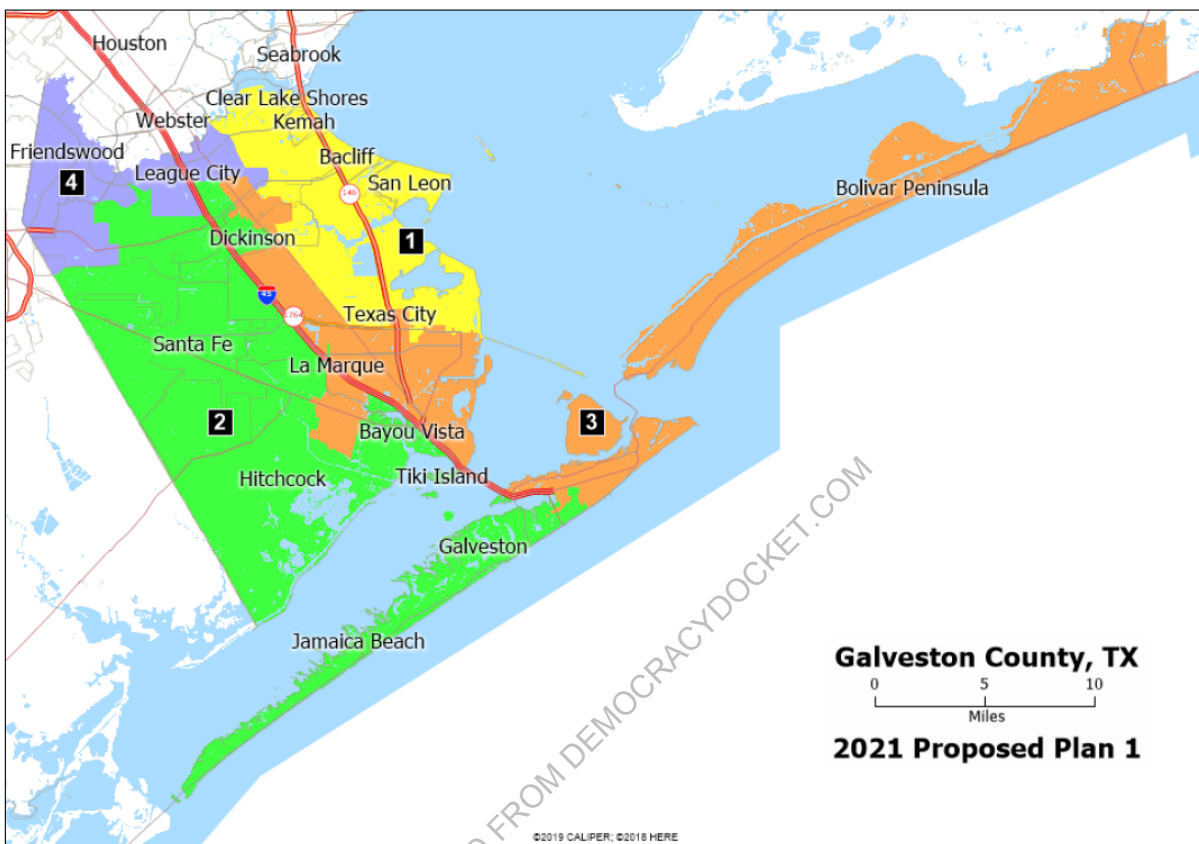 Houston
Seabrook
Clear Lake Shores
Webster
Kemah
Friendswood
Bacliff
League City
4
San Leon
146
Bolivar Peninsula
Dickinson
1
45
1764
Texas City
Santa Fe
La Marque
2
3
Bayou Vista
Hitchcock
Tiki Island
Galveston
Jamaica Beach
Galveston County, TX
0 5 10
Miles
2021 Proposed Plan 1
FROM DEMOCRACYDOCKET.COM
©2019 CALIPER; ©2018 HERE